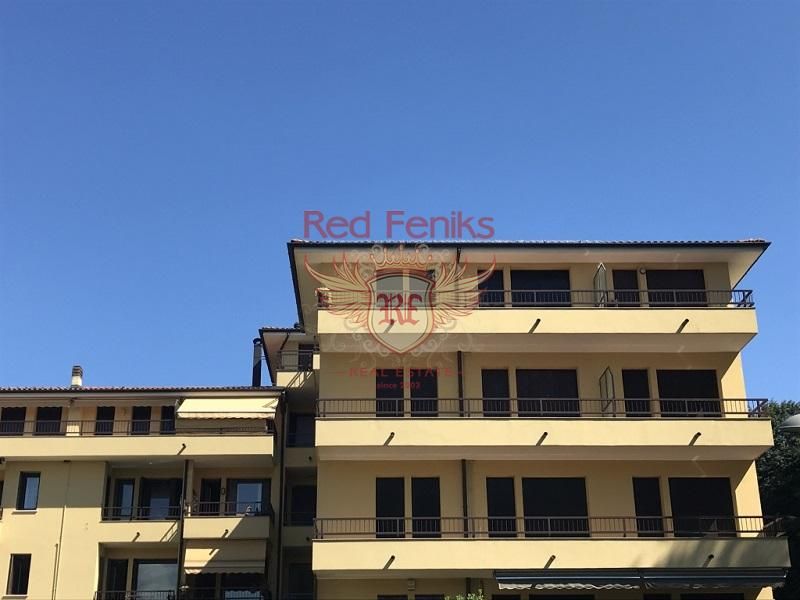 Red Feniks
RF
REAL ESTATE
since 2003